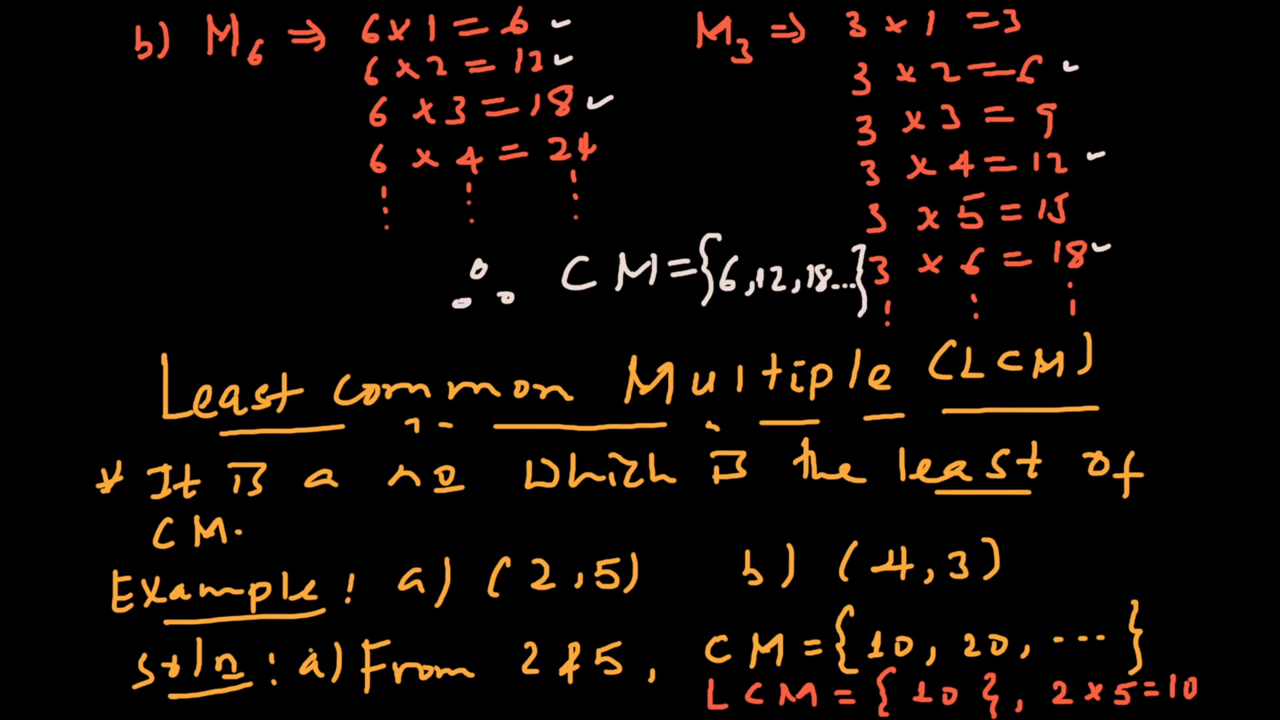 b) M6 ⇒ 6 × 1 = 6 ✓
6 × 2 = 12 ✓
6 × 3 = 18 ✓
6 × 4 = 24
⋮ ⋮ ⋮
M3 ⇒ 3 × 1 = 3
3 × 2 = 6 ✓
3 × 3 = 9
3 × 4 = 12 ✓
3 × 5 = 15
3 × 6 = 18 ✓
⋮ ⋮ ⋮
∴ CM = {6, 12, 18...}
Least common Multiple (LCM)
* It is a no which is the least of
CM.
Example: a) (2,5) b) (4,3)
soln: a) From 2 & 5, CM = {10, 20, ...}
LCM = {10}, 2 × 5 = 10